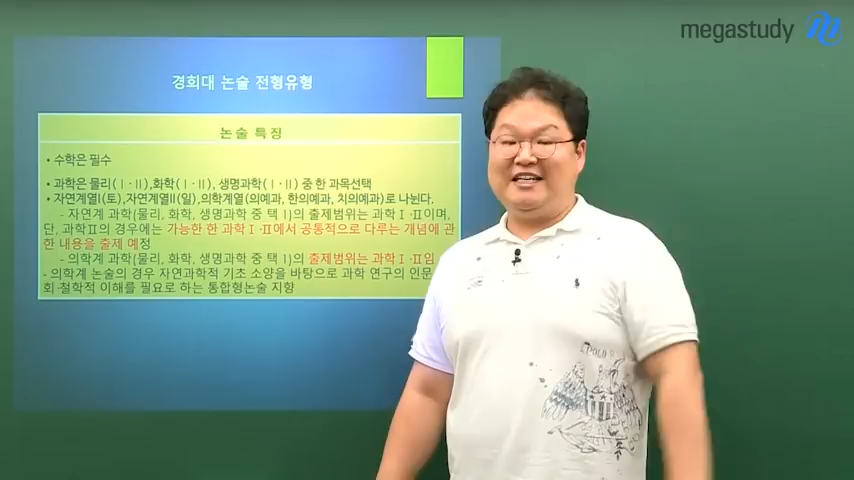 megastudy
경희대 논술 전형유형
논술 특징
• 수학은 필수
• 과학은 물리(Ⅰ·Ⅱ),화학(Ⅰ·Ⅱ), 생명과학(Ⅰ·Ⅱ) 중 한 과목선택
• 자연계열Ⅰ(토),자연계열Ⅱ(일),의학계열(의예과, 한의예과, 치의예과)로 나뉜다.
- 자연계 과학(물리, 화학, 생명과학 중 택 1)의 출제범위는 과학Ⅰ·Ⅱ이며,
단, 과학Ⅱ의 경우에는 가능한 한 과학Ⅰ·Ⅱ에서 공통적으로 다루는 개념에 관
한 내용을 출제 예정
- 의학계 과학(물리, 화학, 생명과학 중 택 1)의 출제범위는 과학Ⅰ·Ⅱ임
- 의학계 논술의 경우 자연과학적 기초 소양을 바탕으로 과학 연구의 인문
회·철학적 이해를 필요로 하는 통합형논술 지향
POLO